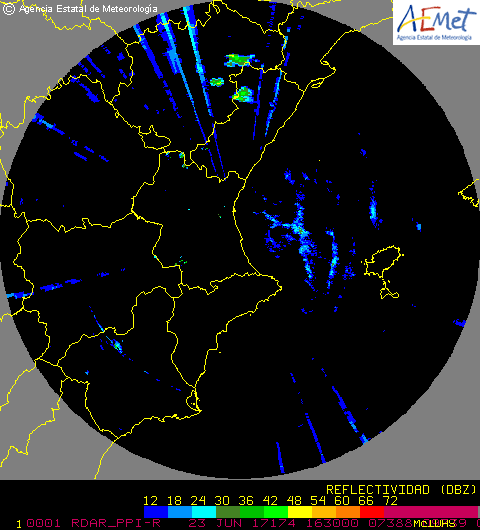 © Agencia Estatal de Meteorología
AEMet
Agencia Estatal de Meteorología
REFLECTIVIDAD (DBZ)
12 18 24 30 36 42 48 54 60 66 72
1 0001 RDAR_PPI-R 23 JUN 17174 163000